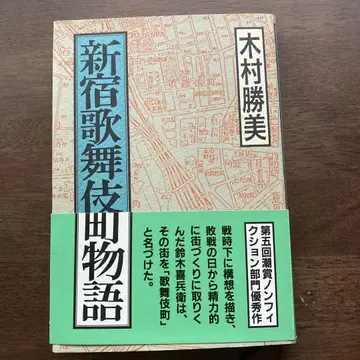 木村勝美
新宿歌舞伎町物語
第五回潮賞ノンフィ
クション部門優秀作
戦時下に構想を描き、
敗戦の日から精力的
に街づくりに取りく
んだ鈴木喜兵衛は、
その街を「歌舞伎町」
と名づけた。